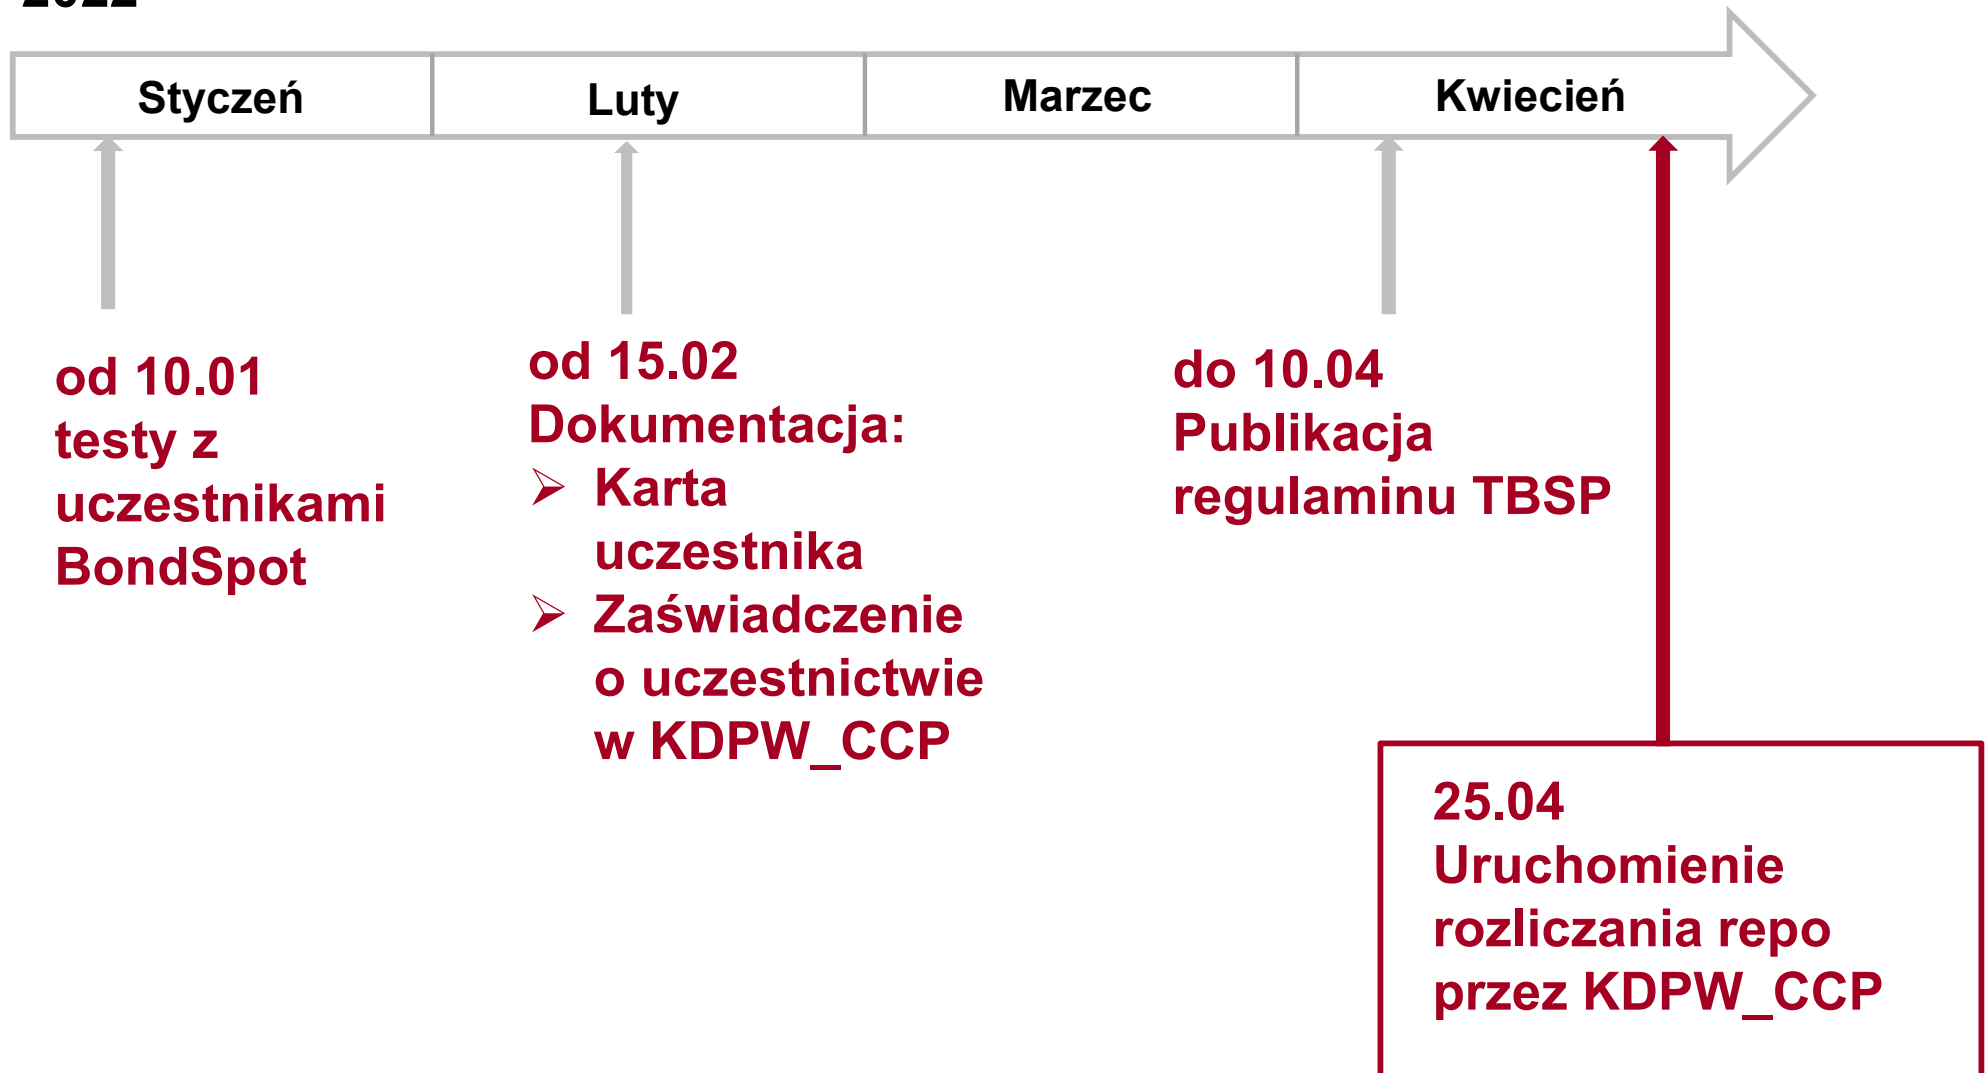 2022
Styczeń
Luty
Marzec
Kwiecień
od 10.01
testy z
uczestnikami
BondSpot
od 15.02
Dokumentacja:
➢ Karta
uczestnika
➢ Zaświadczenie
o uczestnictwie
w KDPW_CCP
do 10.04
Publikacja
regulaminu TBSP
25.04
Uruchomienie
rozliczania repo
przez KDPW_CCP